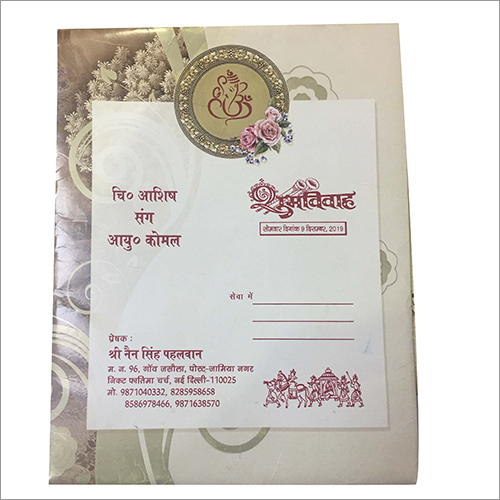 चि० आशिष
संग
आयु० कोमल
शुभविवाह
सोमवार दिनांक 9 दिसम्बर, 2019
सेवा में
प्रेषक :
श्री नैन सिंह पहलवान
म. न. 96, गाँव जसौला, पोस्ट-जामिया नगर
निकट फातिमा चर्च, नई दिल्ली-110025
मो. 9871040332, 8285958658
8586978466, 9871638570